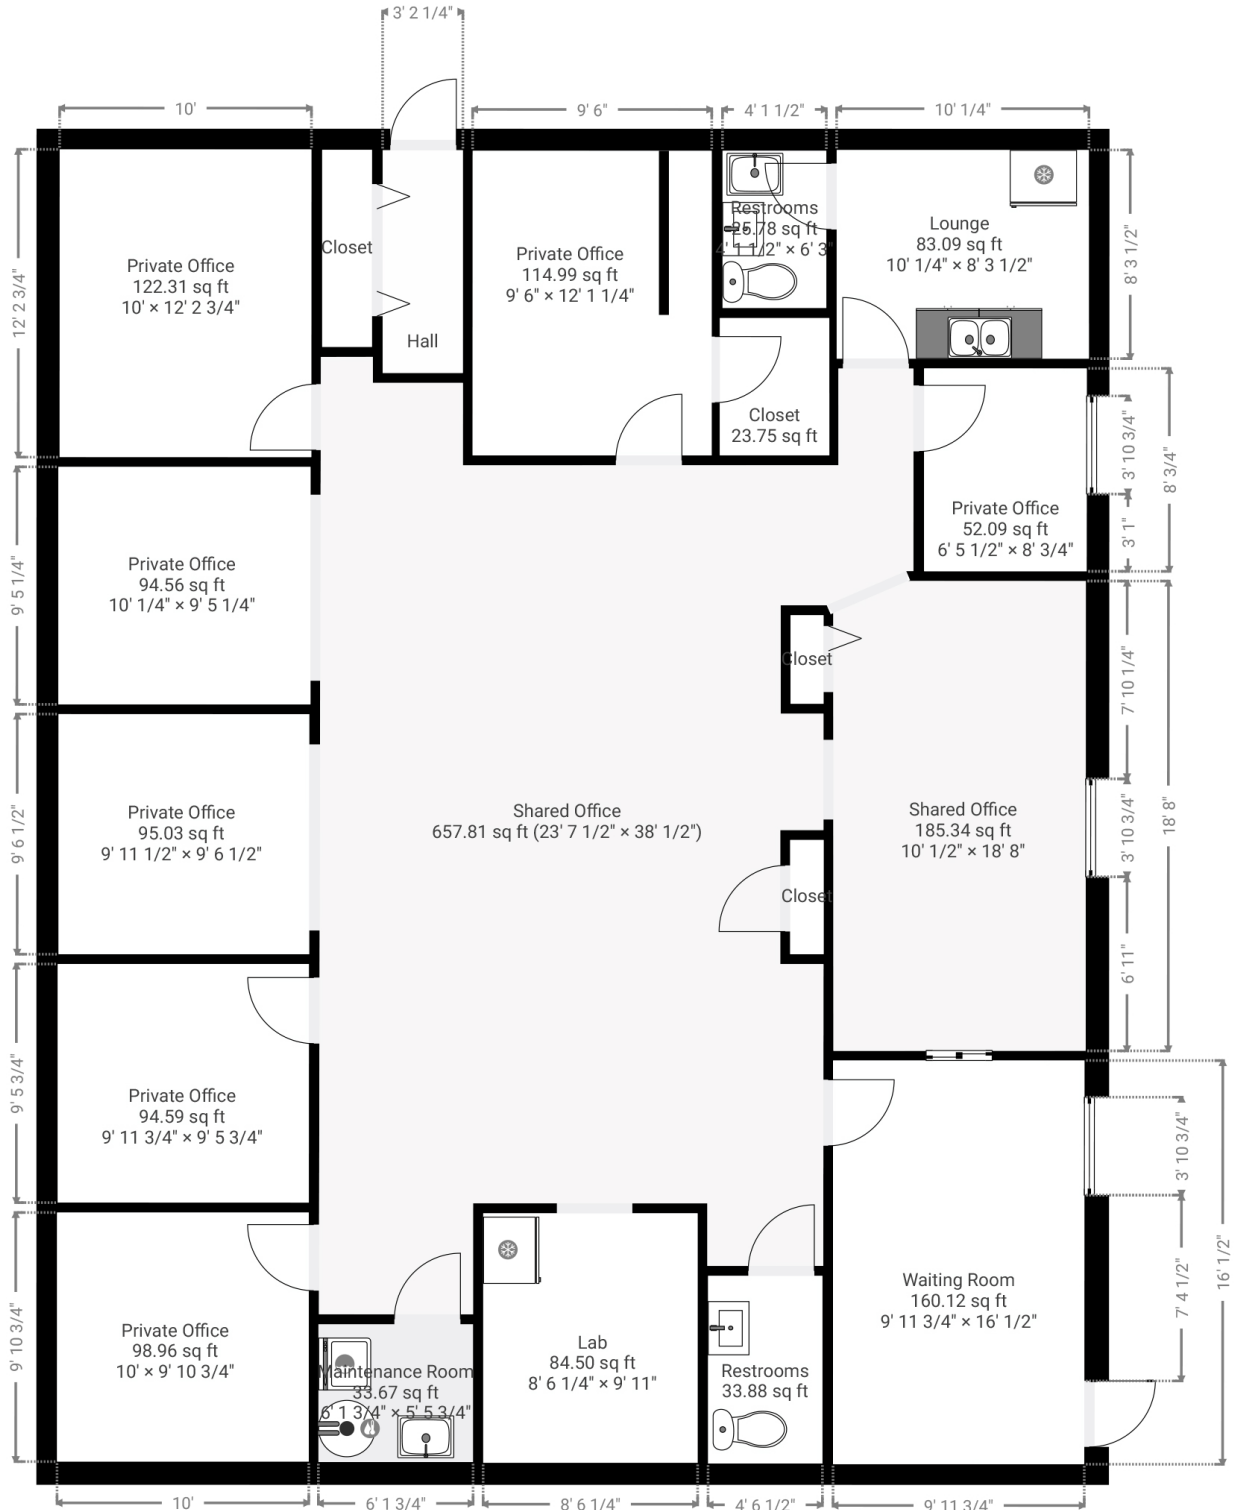 3' 2 1/4"
10'
9' 6"
4' 1 1/2"
10' 1/4"
12' 2 3/4"
Private Office
122.31 sq ft
10' × 12' 2 3/4"
Closet
Hall
Private Office
114.99 sq ft
9' 6" × 12' 1 1/4"
Restrooms
25.78 sq ft
4' 1 1/2" × 6' 3"
Lounge
83.09 sq ft
10' 1/4" × 8' 3 1/2"
8' 3 1/2"
Closet
23.75 sq ft
3' 10 3/4"
8' 3/4"
3' 1"
Private Office
52.09 sq ft
6' 5 1/2" × 8' 3/4"
9' 5 1/4"
Private Office
94.56 sq ft
10' 1/4" × 9' 5 1/4"
Closet
7' 10 1/4"
9' 6 1/2"
Private Office
95.03 sq ft
9' 11 1/2" × 9' 6 1/2"
Shared Office
657.81 sq ft (23' 7 1/2" × 38' 1/2")
Shared Office
185.34 sq ft
10' 1/2" × 18' 8"
3' 10 3/4"
18' 8"
Closet
6' 11"
9' 5 3/4"
Private Office
94.59 sq ft
9' 11 3/4" × 9' 5 3/4"
3' 10 3/4"
16' 1/2"
7' 4 1/2"
Waiting Room
160.12 sq ft
9' 11 3/4" × 16' 1/2"
9' 10 3/4"
Private Office
98.96 sq ft
10' × 9' 10 3/4"
Maintenance Room
33.67 sq ft
6' 1 3/4" × 5' 5 3/4"
Lab
84.50 sq ft
8' 6 1/4" × 9' 11"
Restrooms
33.88 sq ft
10'
6' 1 3/4"
8' 6 1/4"
4' 6 1/2"
9' 11 3/4"